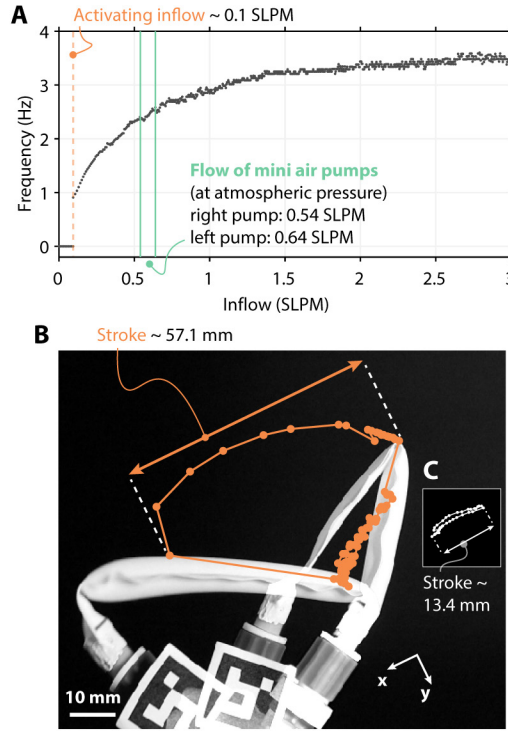 A
Activating inflow ~ 0.1 SLPM
4
3
2
1
0
Frequency (Hz)
Flow of mini air pumps
(at atmospheric pressure)
right pump: 0.54 SLPM
left pump: 0.64 SLPM
0
0.5
1
1.5
2
2.5
3
Inflow (SLPM)
B
Stroke ~ 57.1 mm
C
Stroke ~
13.4 mm
x
y
10 mm